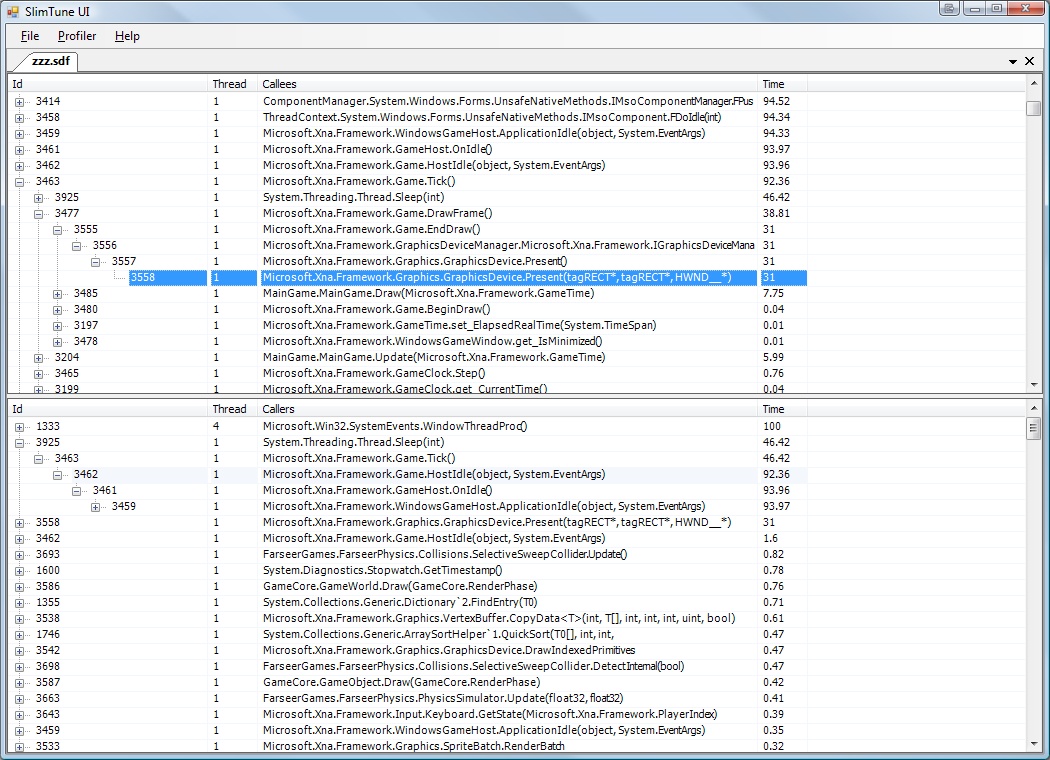 SlimTune UI
File Profiler Help
zzz.sdf
Id Thread Callees Time
3414 1 ComponentManager.System.Windows.Forms.UnsafeNativeMethods.IMsoComponentManager.FPus 94.52
3458 1 ThreadContext.System.Windows.Forms.UnsafeNativeMethods.IMsoComponent.FDoIdle(int) 94.34
3459 1 Microsoft.Xna.Framework.WindowsGameHost.ApplicationIdle(object, System.EventArgs) 94.33
3461 1 Microsoft.Xna.Framework.GameHost.OnIdle() 93.97
3462 1 Microsoft.Xna.Framework.Game.HostIdle(object, System.EventArgs) 93.96
3463 1 Microsoft.Xna.Framework.Game.Tick() 92.36
3925 1 System.Threading.Thread.Sleep(int) 46.42
3477 1 Microsoft.Xna.Framework.Game.DrawFrame() 38.81
3555 1 Microsoft.Xna.Framework.Game.EndDraw() 31
3556 1 Microsoft.Xna.Framework.GraphicsDeviceManager.Microsoft.Xna.Framework.IGraphicsDeviceMana 31
3557 1 Microsoft.Xna.Framework.Graphics.GraphicsDevice.Present() 31
3558 1 Microsoft.Xna.Framework.Graphics.GraphicsDevice.Present(tagRECT*, tagRECT*, HWND__*) 31
3485 1 MainGame.MainGame.Draw(Microsoft.Xna.Framework.GameTime) 7.75
3480 1 Microsoft.Xna.Framework.Game.BeginDraw() 0.04
3197 1 Microsoft.Xna.Framework.GameTime.set_ElapsedRealTime(System.TimeSpan) 0.01
3478 1 Microsoft.Xna.Framework.WindowsGameWindow.get_IsMinimized() 0.01
3204 1 MainGame.MainGame.Update(Microsoft.Xna.Framework.GameTime) 5.99
3465 1 Microsoft.Xna.Framework.GameClock.Step() 0.76
3199 1 Microsoft.Xna.Framework.GameClock.get_CurrentTime() 0.04
Id Thread Callers Time
1333 4 Microsoft.Win32.SystemEvents.WindowThreadProc() 100
3925 1 System.Threading.Thread.Sleep(int) 46.42
3463 1 Microsoft.Xna.Framework.Game.Tick() 46.42
3462 1 Microsoft.Xna.Framework.Game.HostIdle(object, System.EventArgs) 92.36
3461 1 Microsoft.Xna.Framework.GameHost.OnIdle() 93.96
3459 1 Microsoft.Xna.Framework.WindowsGameHost.ApplicationIdle(object, System.EventArgs) 93.97
3558 1 Microsoft.Xna.Framework.Graphics.GraphicsDevice.Present(tagRECT*, tagRECT*, HWND__*) 31
3462 1 Microsoft.Xna.Framework.Game.HostIdle(object, System.EventArgs) 1.6
3693 1 FarseerGames.FarseerPhysics.Collisions.SelectiveSweepCollider.Update() 0.82
1600 1 System.Diagnostics.Stopwatch.GetTimestamp() 0.78
3586 1 GameCore.GameWorld.Draw(GameCore.RenderPhase) 0.76
1355 1 System.Collections.Generic.Dictionary`2.FindEntry(T0) 0.71
3538 1 Microsoft.Xna.Framework.Graphics.VertexBuffer.CopyData<T>(int, T[], int, int, int, uint, bool) 0.61
1746 1 System.Collections.Generic.ArraySortHelper`1.QuickSort(T0[], int, int, 0.47
3542 1 Microsoft.Xna.Framework.Graphics.GraphicsDevice.DrawIndexedPrimitives 0.47
3698 1 FarseerGames.FarseerPhysics.Collisions.SelectiveSweepCollider.DetectInternal(bool) 0.47
3587 1 GameCore.GameObject.Draw(GameCore.RenderPhase) 0.42
3663 1 FarseerGames.FarseerPhysics.PhysicsSimulator.Update(float32, float32) 0.41
3643 1 Microsoft.Xna.Framework.Input.Keyboard.GetState(Microsoft.Xna.Framework.PlayerIndex) 0.39
3459 1 Microsoft.Xna.Framework.WindowsGameHost.ApplicationIdle(object, System.EventArgs) 0.35
3533 1 Microsoft.Xna.Framework.Graphics.SpriteBatch.RenderBatch 0.32